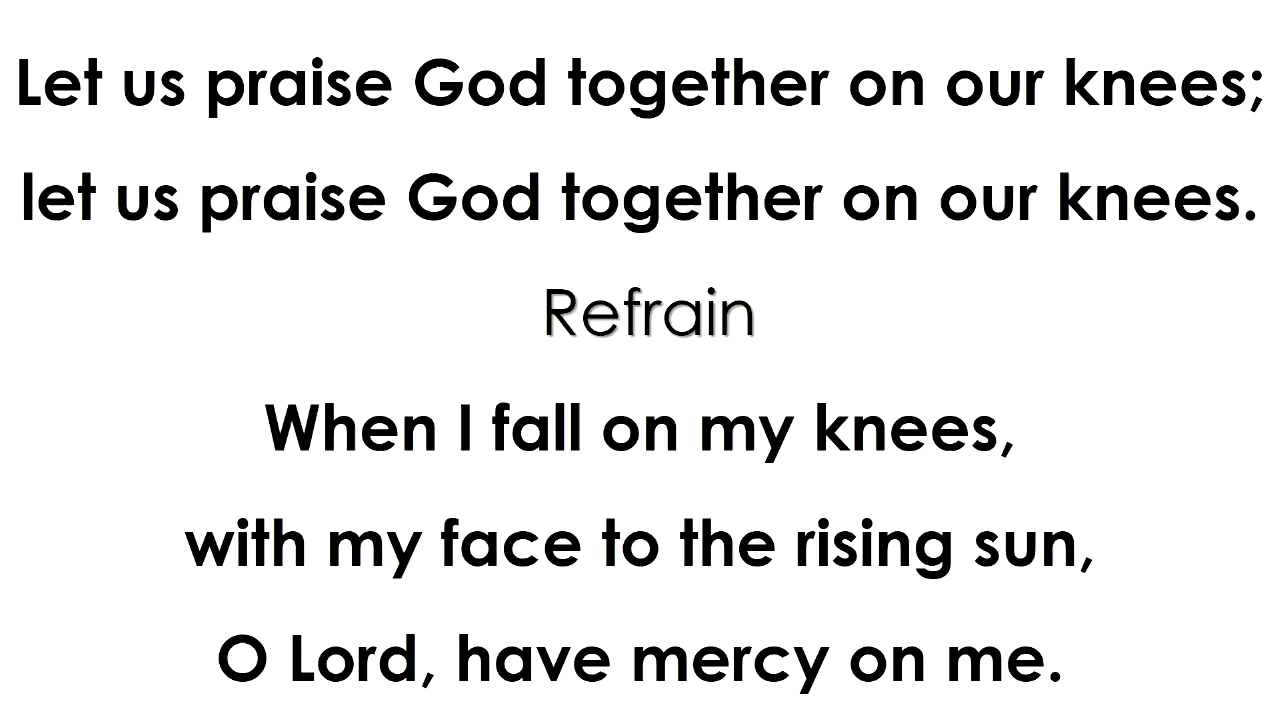 Let us praise God together on our knees;
let us praise God together on our knees.
Refrain
When I fall on my knees,
with my face to the rising sun,
O Lord, have mercy on me.